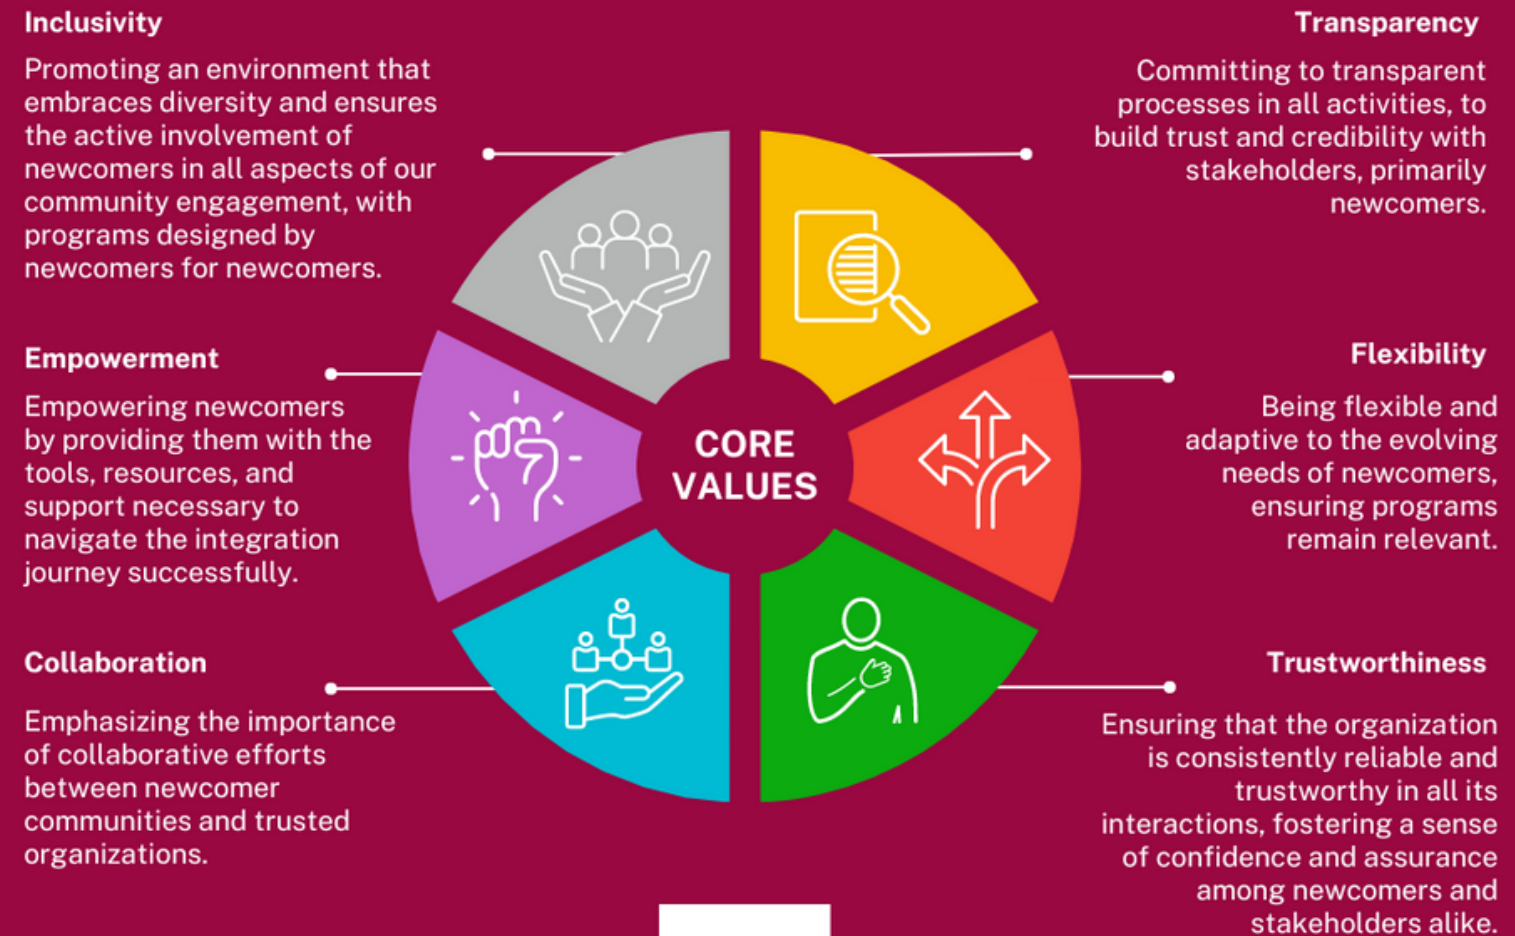 Inclusivity
Promoting an environment that
embraces diversity and ensures
the active involvement of
newcomers in all aspects of our
community engagement, with
programs designed by
newcomers for newcomers.
Empowerment
Empowering newcomers
by providing them with the
tools, resources, and
support necessary to
navigate the integration
journey successfully.
Collaboration
Emphasizing the importance
of collaborative efforts
between newcomer
communities and trusted
organizations.
CORE
VALUES
Transparency
Committing to transparent
processes in all activities, to
build trust and credibility with
stakeholders, primarily
newcomers.
Flexibility
Being flexible and
adaptive to the evolving
needs of newcomers,
ensuring programs
remain relevant.
Trustworthiness
Ensuring that the organization
is consistently reliable and
trustworthy in all its
interactions, fostering a sense
of confidence and assurance
among newcomers and
stakeholders alike.